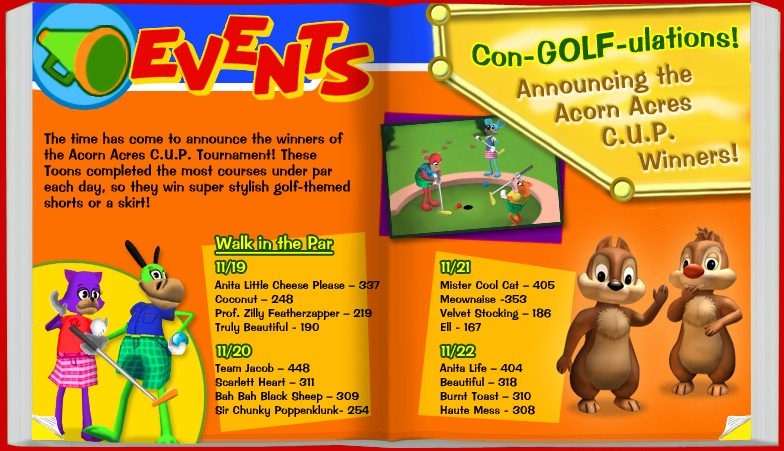 EVENTS
The time has come to announce the winners of
the Acorn Acres C.U.P. Tournament! These
Toons completed the most courses under par
each day, so they win super stylish golf-themed
shorts or a skirt!
Walk in the Par
11/19
Anita Little Cheese Please – 337
Coconut – 248
Prof. Zilly Featherzapper – 219
Truly Beautiful - 190
11/20
Team Jacob – 448
Scarlett Heart – 311
Bah Bah Black Sheep – 309
Sir Chunky Poppenklunk- 254
Con-GOLF-ulations!
Announcing the
Acorn Acres
C.U.P.
Winners!
11/21
Mister Cool Cat – 405
Meownaise -353
Velvet Stocking – 186
Ell - 167
11/22
Anita Life – 404
Beautiful – 318
Burnt Toast – 310
Haute Mess - 308